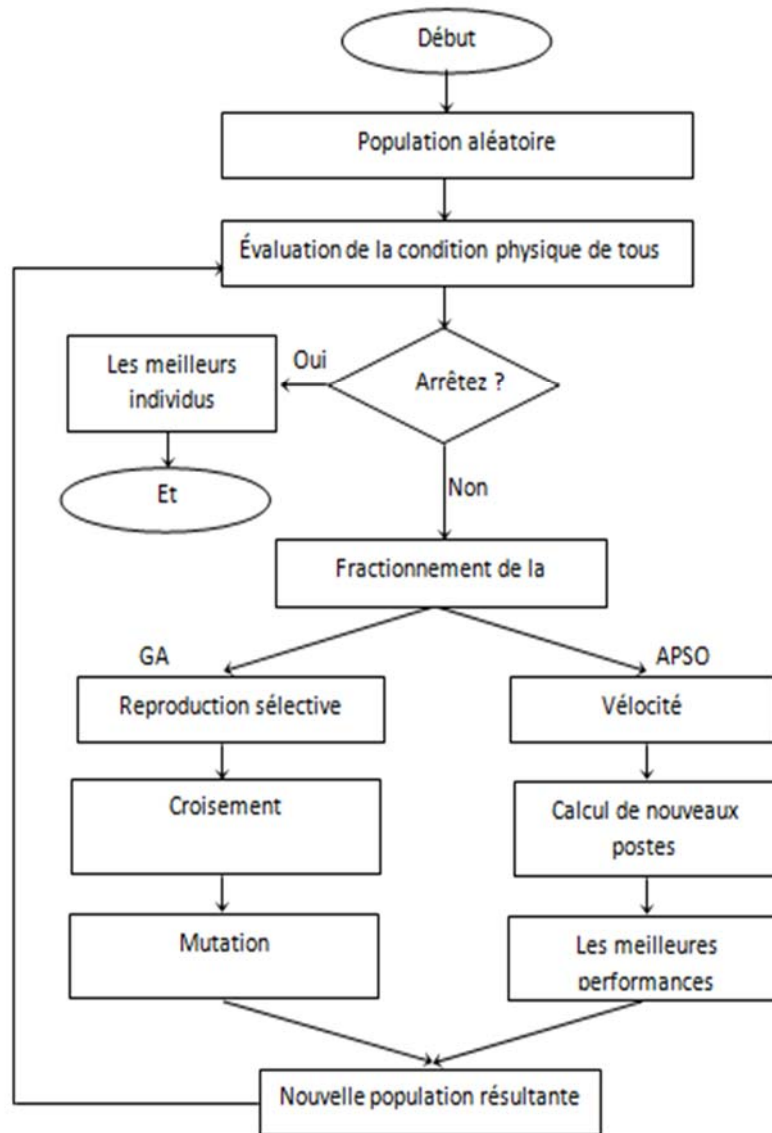 Début
Population aléatoire
Évaluation de la condition physique de tous
Arrêtez ?
Oui
Les meilleurs
individus
Et
Non
Fractionnement de la
GA
APSO
Reproduction sélective
Vélocité
Croisement
Calcul de nouveaux
postes
Mutation
Les meilleures
performances
Nouvelle population résultante